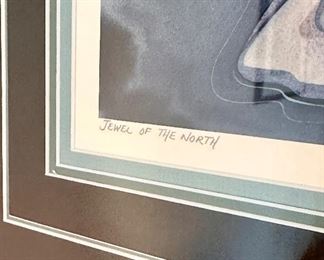 JEWEL OF THE NORTH